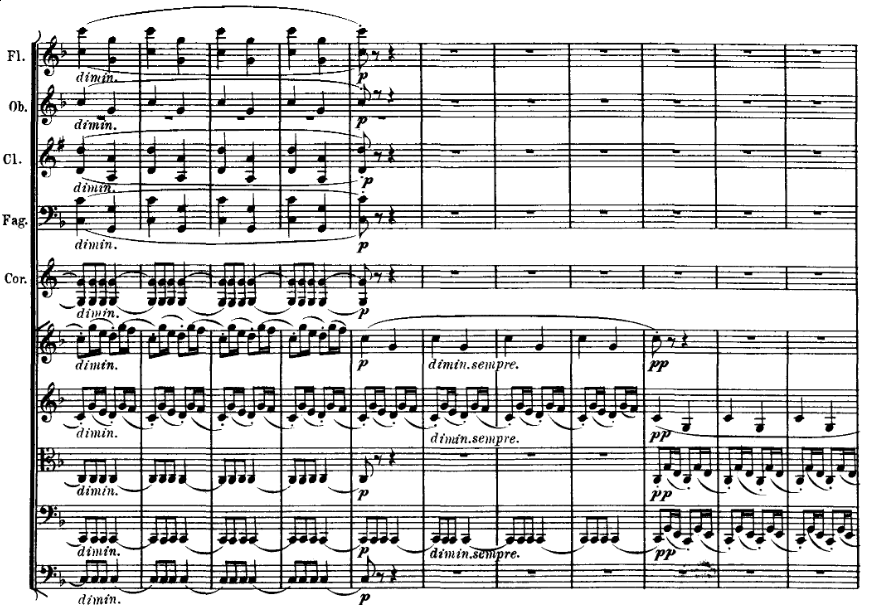 Fl.
dimin. p
Ob.
dimin. p
Cl.
dimin. p
Fag.
dimin. p
Cor.
dimin. p
dimin. p dimin.sempre. pp
dimin. dimin.sempre. pp
dimin. p pp
dimin. p dimin.sempre. pp
dimin. p